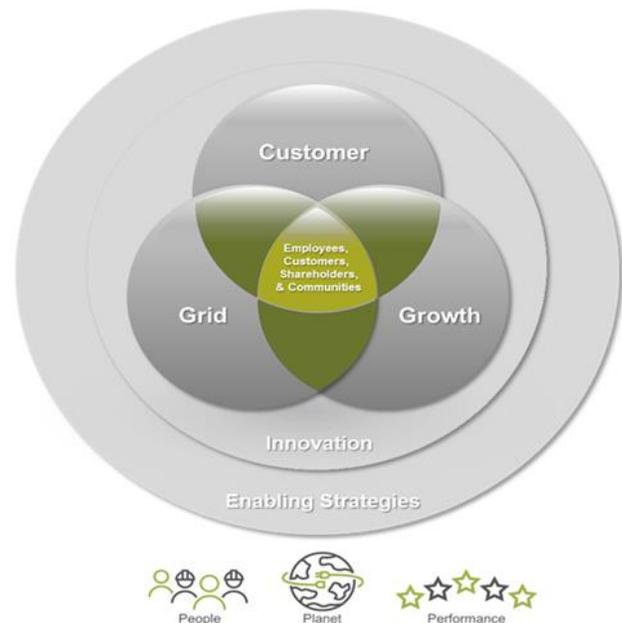 Customer
Employees,
Customers,
Shareholders,
& Communities
Grid
Growth
Innovation
Enabling Strategies
People
Planet
Performance